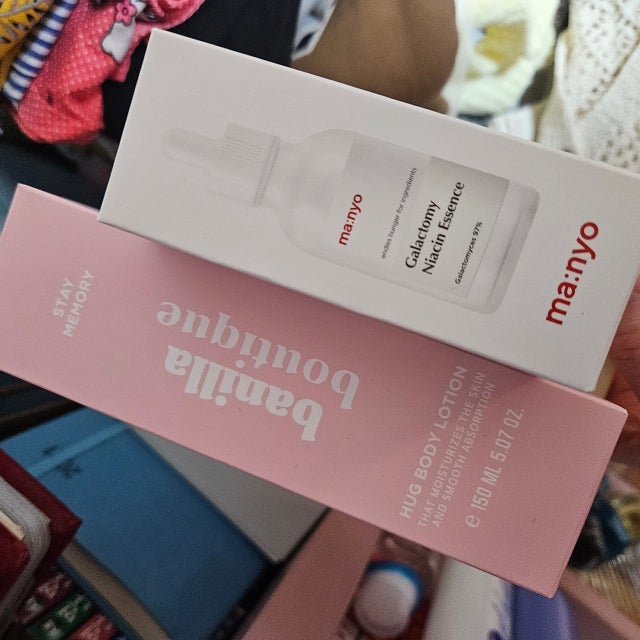 ma:nyo
endles hunger for ingredients
Galactomy
Niacin Essence
Galactomyces 97%
ma:nyo
STAY
MEMORY
banilla
boutique
HUG BODY LOTION
THAT MOISTURIZES THE SKIN
AND SMOOTH ABSORPTION
℮ 150 ML 5.07 OZ.